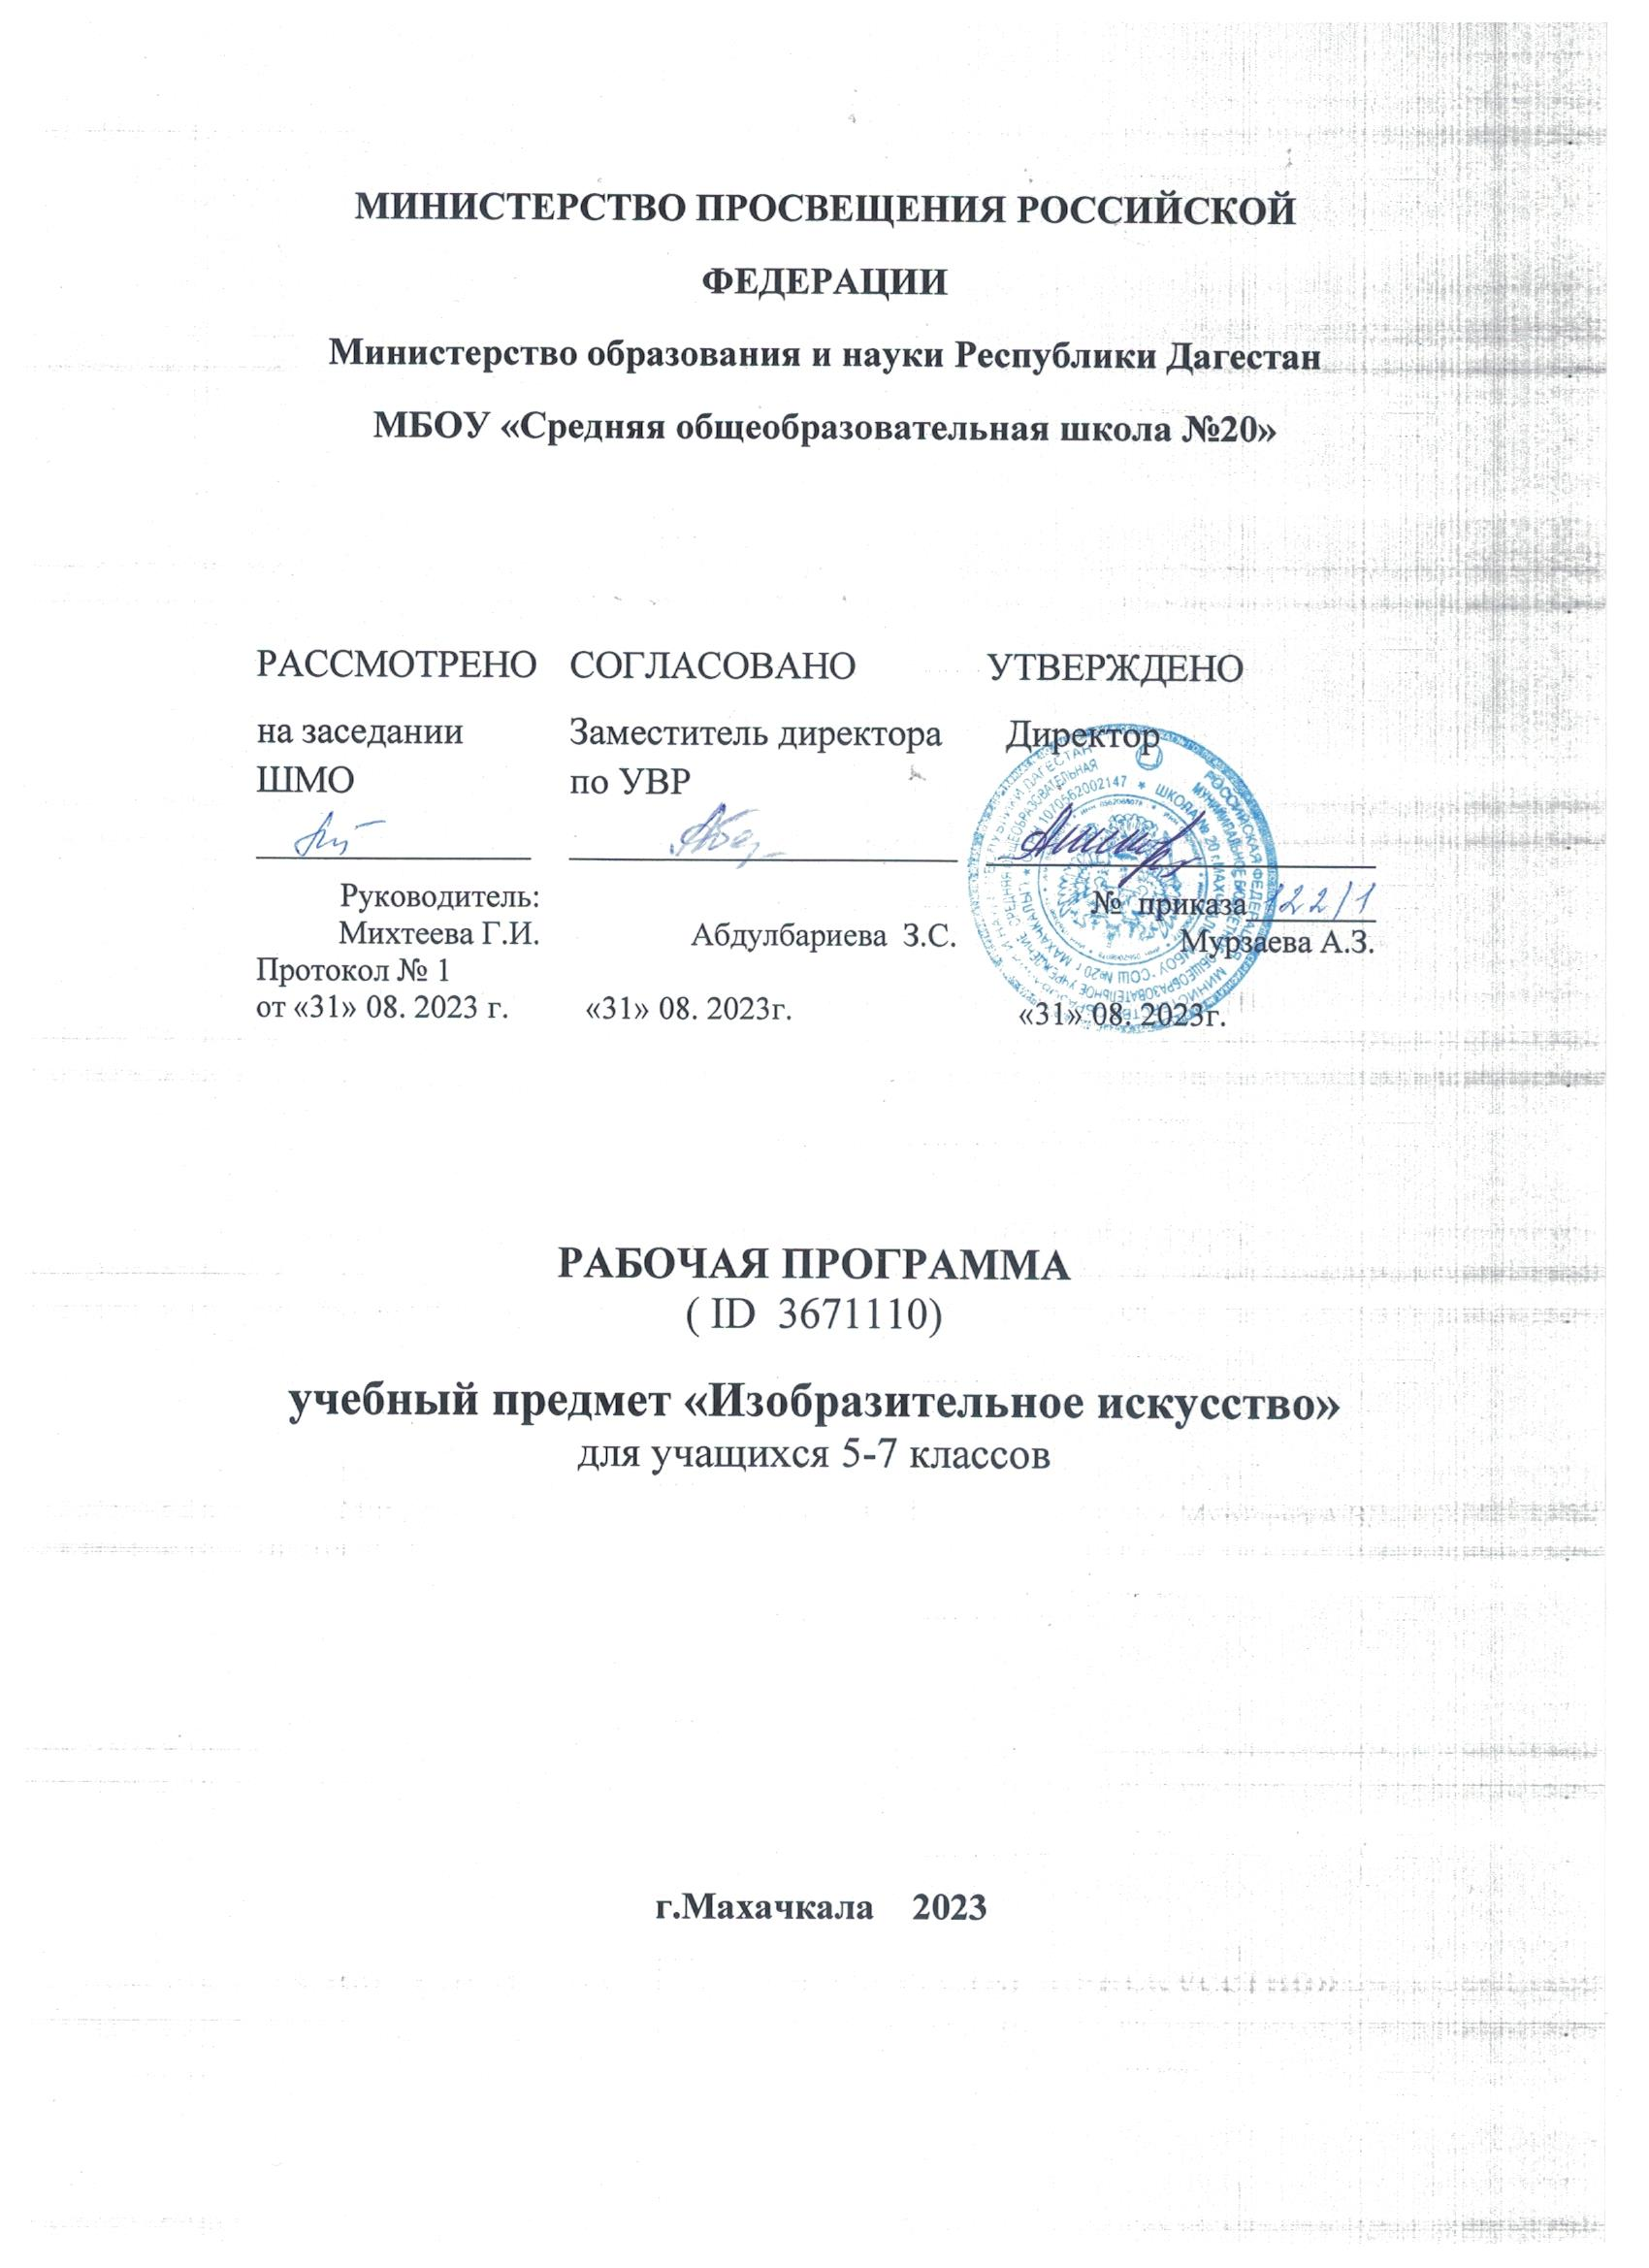 МИНИСТЕРСТВО ПРОСВЕЩЕНИЯ РОССИЙСКОЙ
ФЕДЕРАЦИИ
Министерство образования и науки Республики Дагестан
МБОУ «Средняя общеобразовательная школа №20»
РАССМОТРЕНО
на заседании
ШМО
Руководитель:
Михтеева Г.И.
Протокол № 1
от «31» 08. 2023 г.
СОГЛАСОВАНО
Заместитель директора
по УВР
Абдулбариева З.С.
«31» 08. 2023г.
УТВЕРЖДЕНО
Директор
№ приказа 122/1
Мурзаева А.З.
«31» 08. 2023г.
РАБОЧАЯ ПРОГРАММА
( ID 3671110)
учебный предмет «Изобразительное искусство»
для учащихся 5-7 классов
г.Махачкала 2023